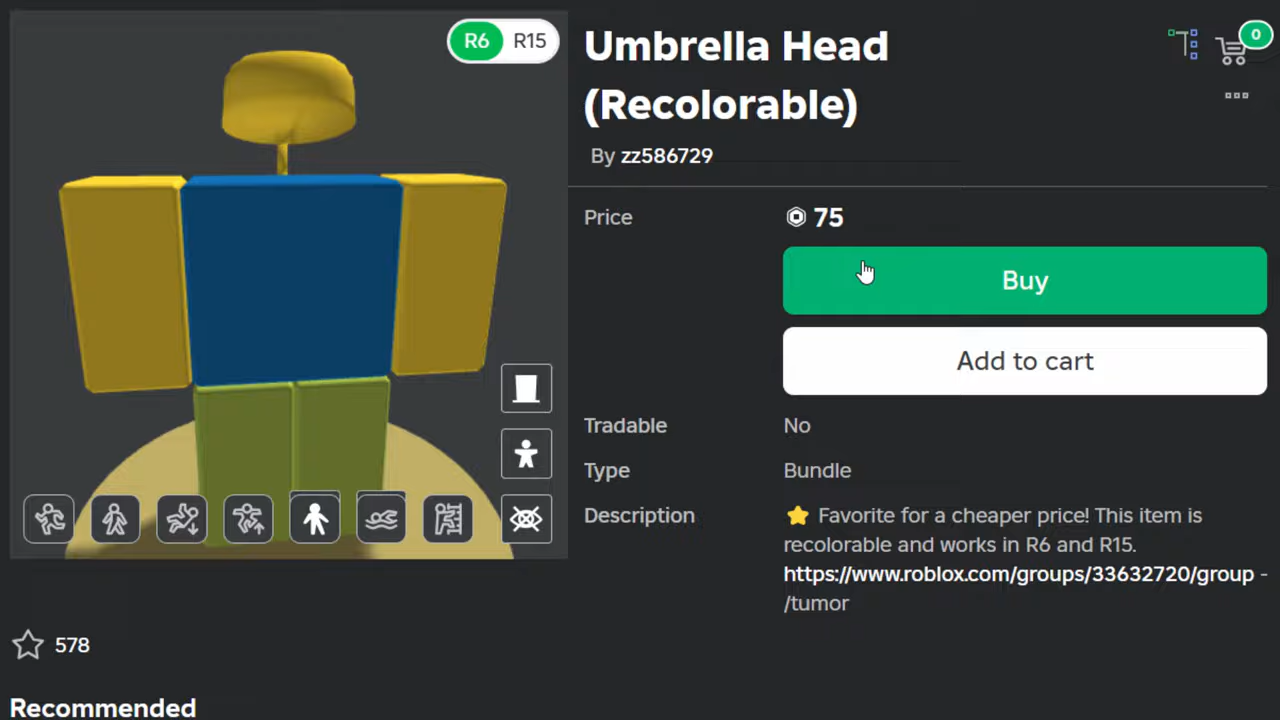 R6 R15
Umbrella Head
(Recolorable)
0
By zz586729
Price
75
Buy
Add to cart
Tradable
No
Type
Bundle
Description
Favorite for a cheaper price! This item is
recolorable and works in R6 and R15.
https://www.roblox.com/groups/33632720/group -
/tumor
578
Recommended